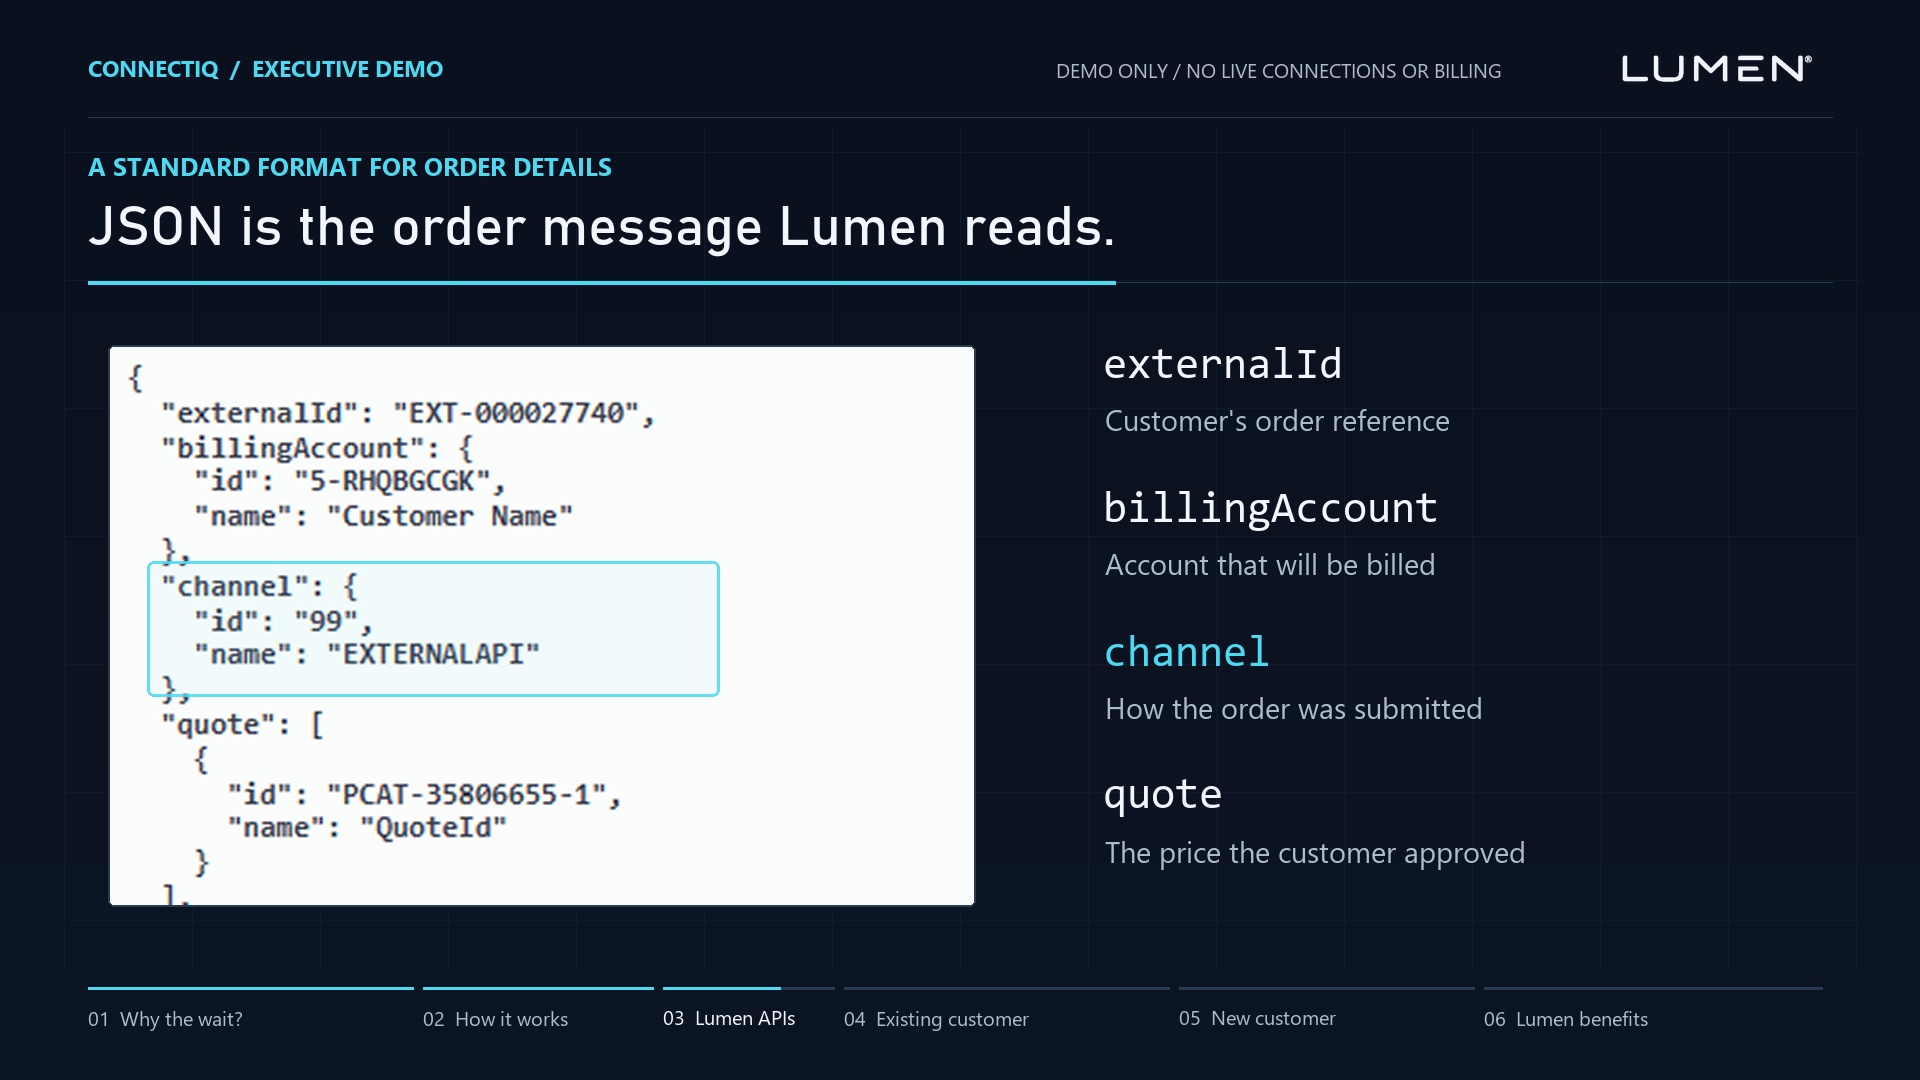 CONNECTIQ / EXECUTIVE DEMO
DEMO ONLY / NO LIVE CONNECTIONS OR BILLING
LUMEN®
A STANDARD FORMAT FOR ORDER DETAILS
JSON is the order message Lumen reads.
{
"externalId": "EXT-000027740",
"billingAccount": {
"id": "5-RHQBGCGK",
"name": "Customer Name"
},
"channel": {
"id": "99",
"name": "EXTERNALAPI"
},
"quote": [
{
"id": "PCAT-35806655-1",
"name": "QuoteId"
}
],
externalId
Customer's order reference
billingAccount
Account that will be billed
channel
How the order was submitted
quote
The price the customer approved
01 Why the wait?
02 How it works
03 Lumen APIs
04 Existing customer
05 New customer
06 Lumen benefits